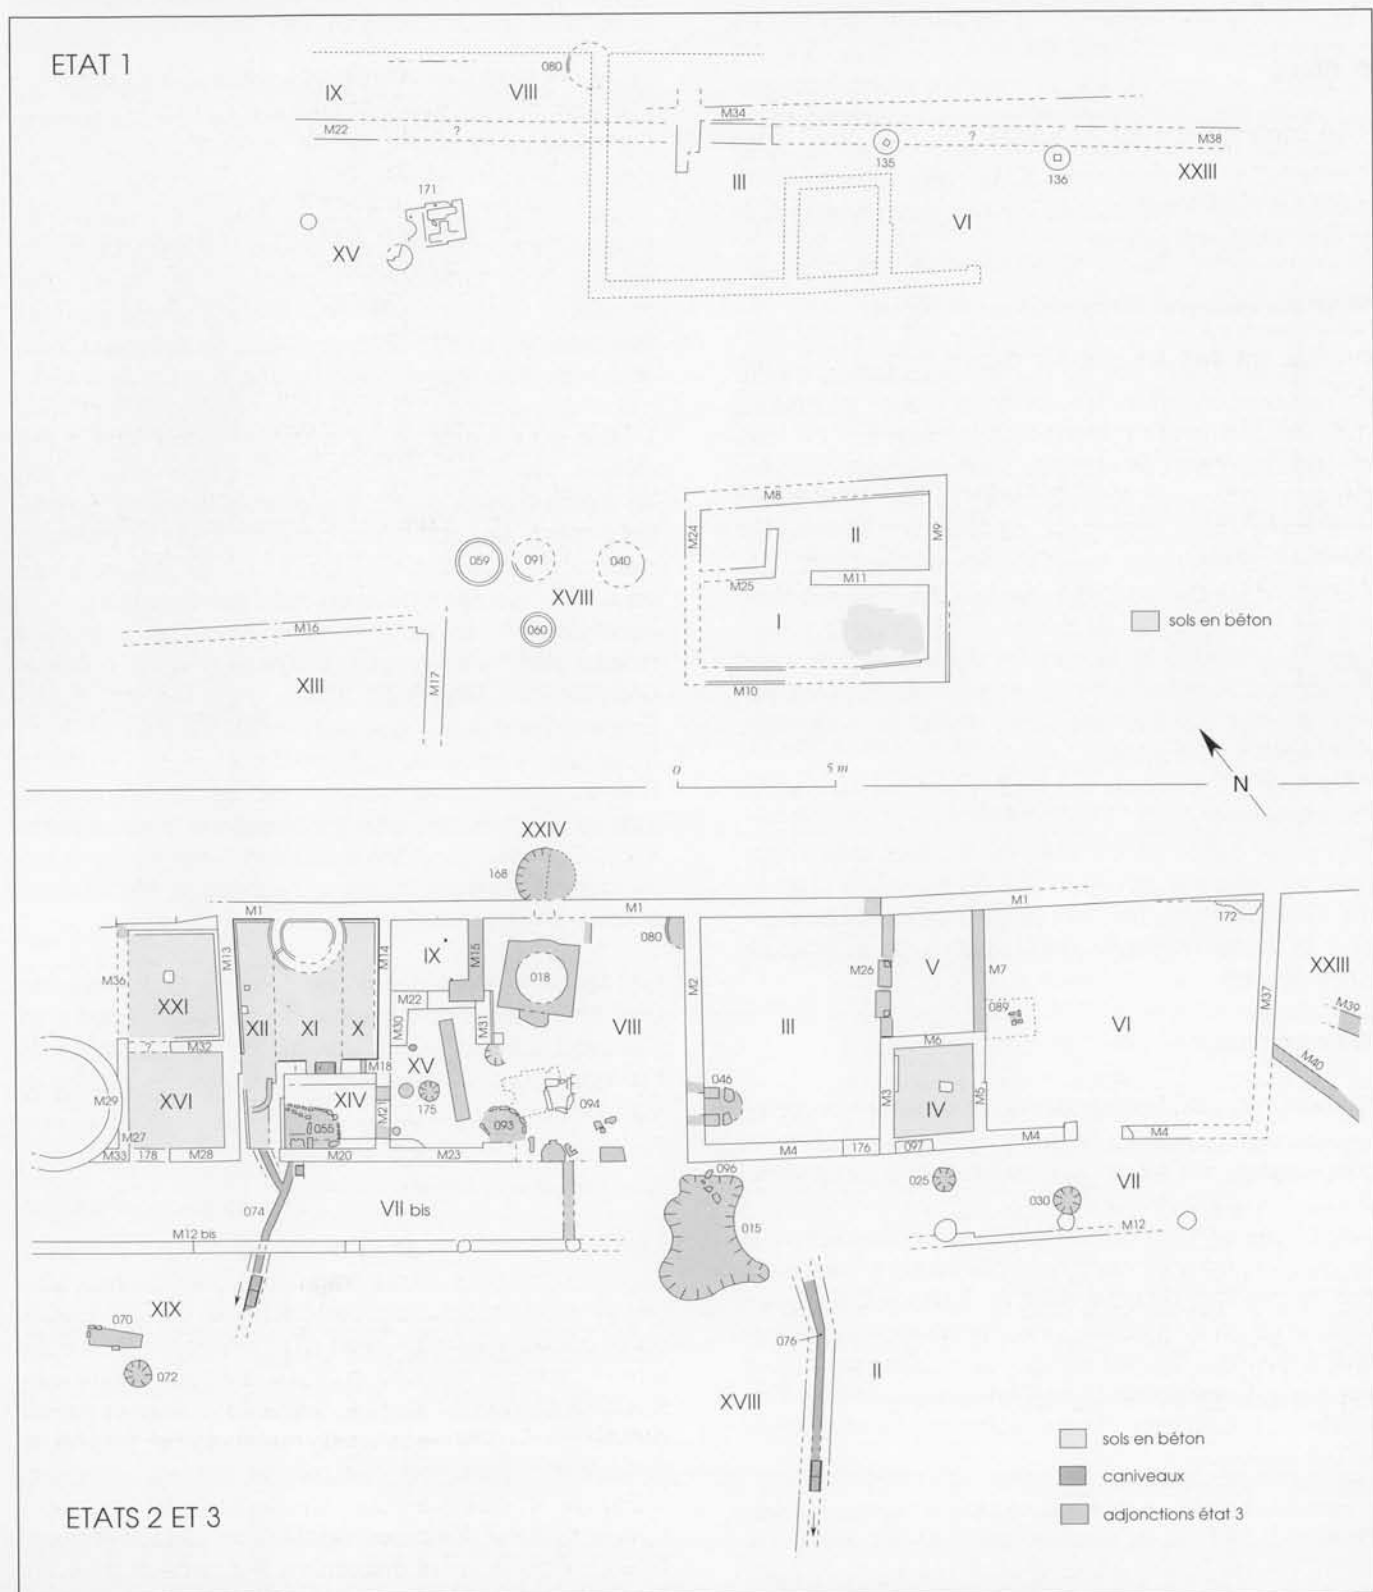 ETAT 1
080
IX
VIII
M34
M22
?
?
M38
135
136
XXIII
III
171
VI
XV
M8
M24
II
M9
059
091
040
M25
M11
XVIII
I
060
sols en béton
M16
M17
XIII
M10
0
5 m
N
XXIV
168
M1
M1
M1
172
M36
M13
M14
IX
M15
018
080
M2
M26
V
M7
M37
XXIII
XXI
M22
VIII
III
089
VI
M39
XII
XI
X
M30
M31
?
M32
M6
M40
M18
XV
M29
XVI
XIV
M21
175
094
046
M3
IV
M5
055
093
M27
M33
178
M28
M20
M23
M4
176
097
M4
M4
096
025
VII
030
074
VII bis
015
M12 bis
M12
XIX
070
076
072
II
XVIII
sols en béton
caniveaux
adjonctions état 3
ETATS 2 ET 3